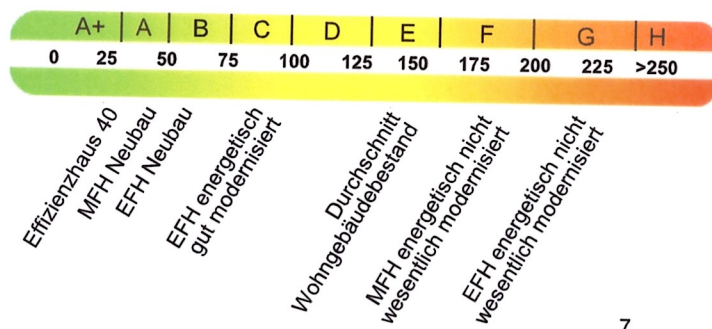 A+ A B C D E F G H
0 25 50 75 100 125 150 175 200 225 >250
Effizienzhaus 40
MFH Neubau
EFH Neubau
EFH energetisch
gut modernisiert
Durchschnitt
Wohngebäudebestand
MFH energetisch nicht
wesentlich modernisiert
EFH energetisch nicht
wesentlich modernisiert
7